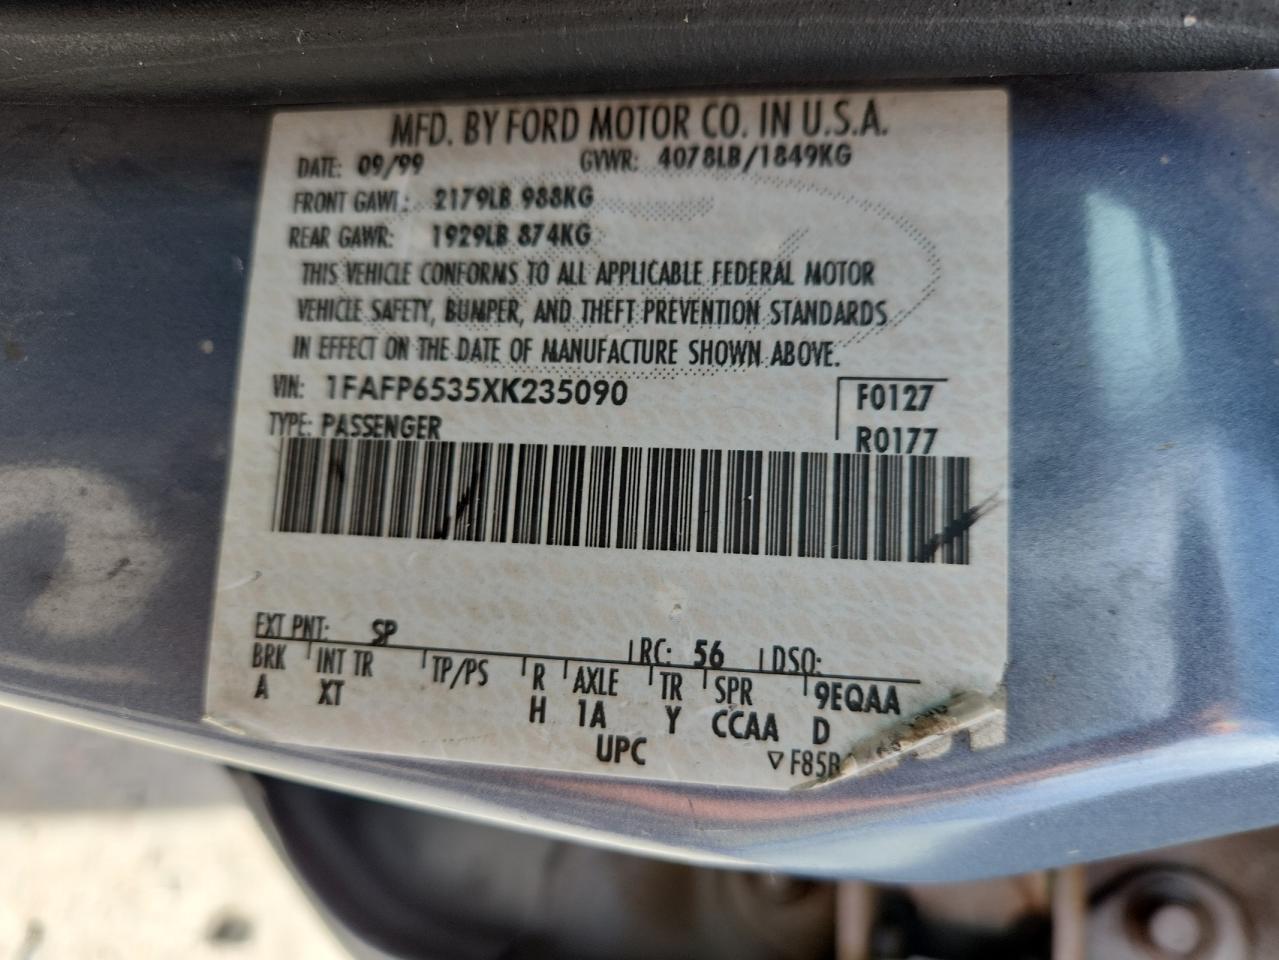 MFD. BY FORD MOTOR CO. IN U.S.A.
DATE: 09/99 GVWR: 4078LB/1849KG
FRONT GAWR: 2179LB 988KG
REAR GAWR: 1929LB 874KG
THIS VEHICLE CONFORMS TO ALL APPLICABLE FEDERAL MOTOR
VEHICLE SAFETY, BUMPER, AND THEFT PREVENTION STANDARDS
IN EFFECT ON THE DATE OF MANUFACTURE SHOWN ABOVE.
VIN: 1FAFP6535XK235090 F0127
TYPE: PASSENGER R0177
EXT PNT: SP RC: 56 DSO:
BRK INT TR TP/PS R AXLE TR SPR 9EQAA
A XT H 1A Y CCAA D
UPC ▽F85B